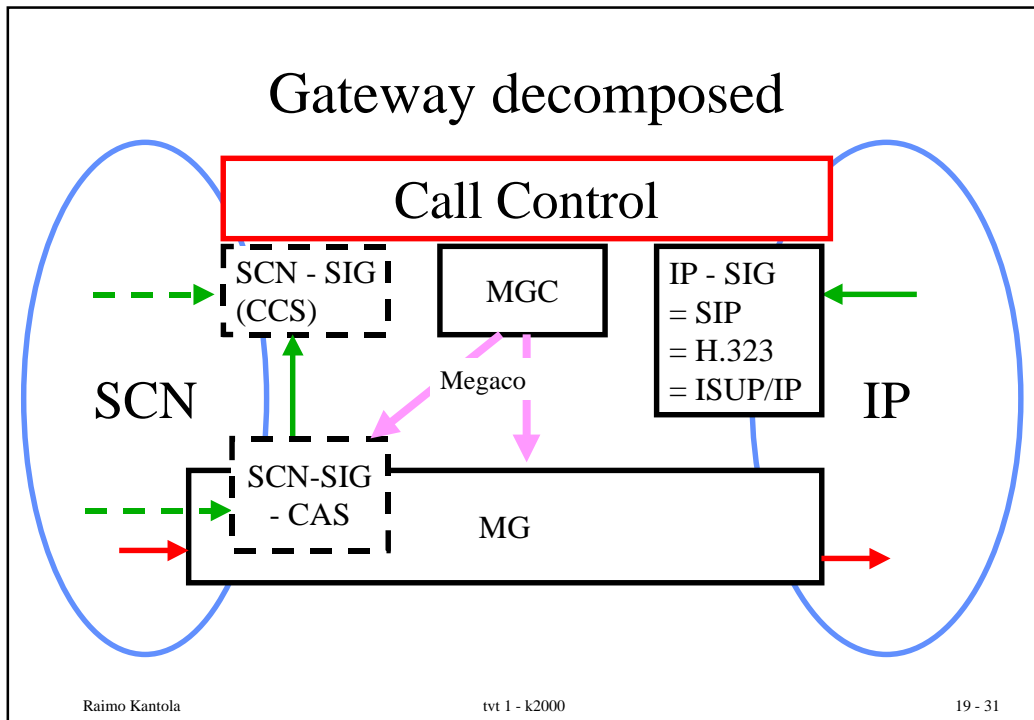 Gateway decomposed
Call Control
SCN - SIG
(CCS)
MGC
IP - SIG
= SIP
= H.323
= ISUP/IP
Megaco
SCN
IP
SCN-SIG
- CAS
MG
Raimo Kantola
tvt 1 - k2000
19 - 31